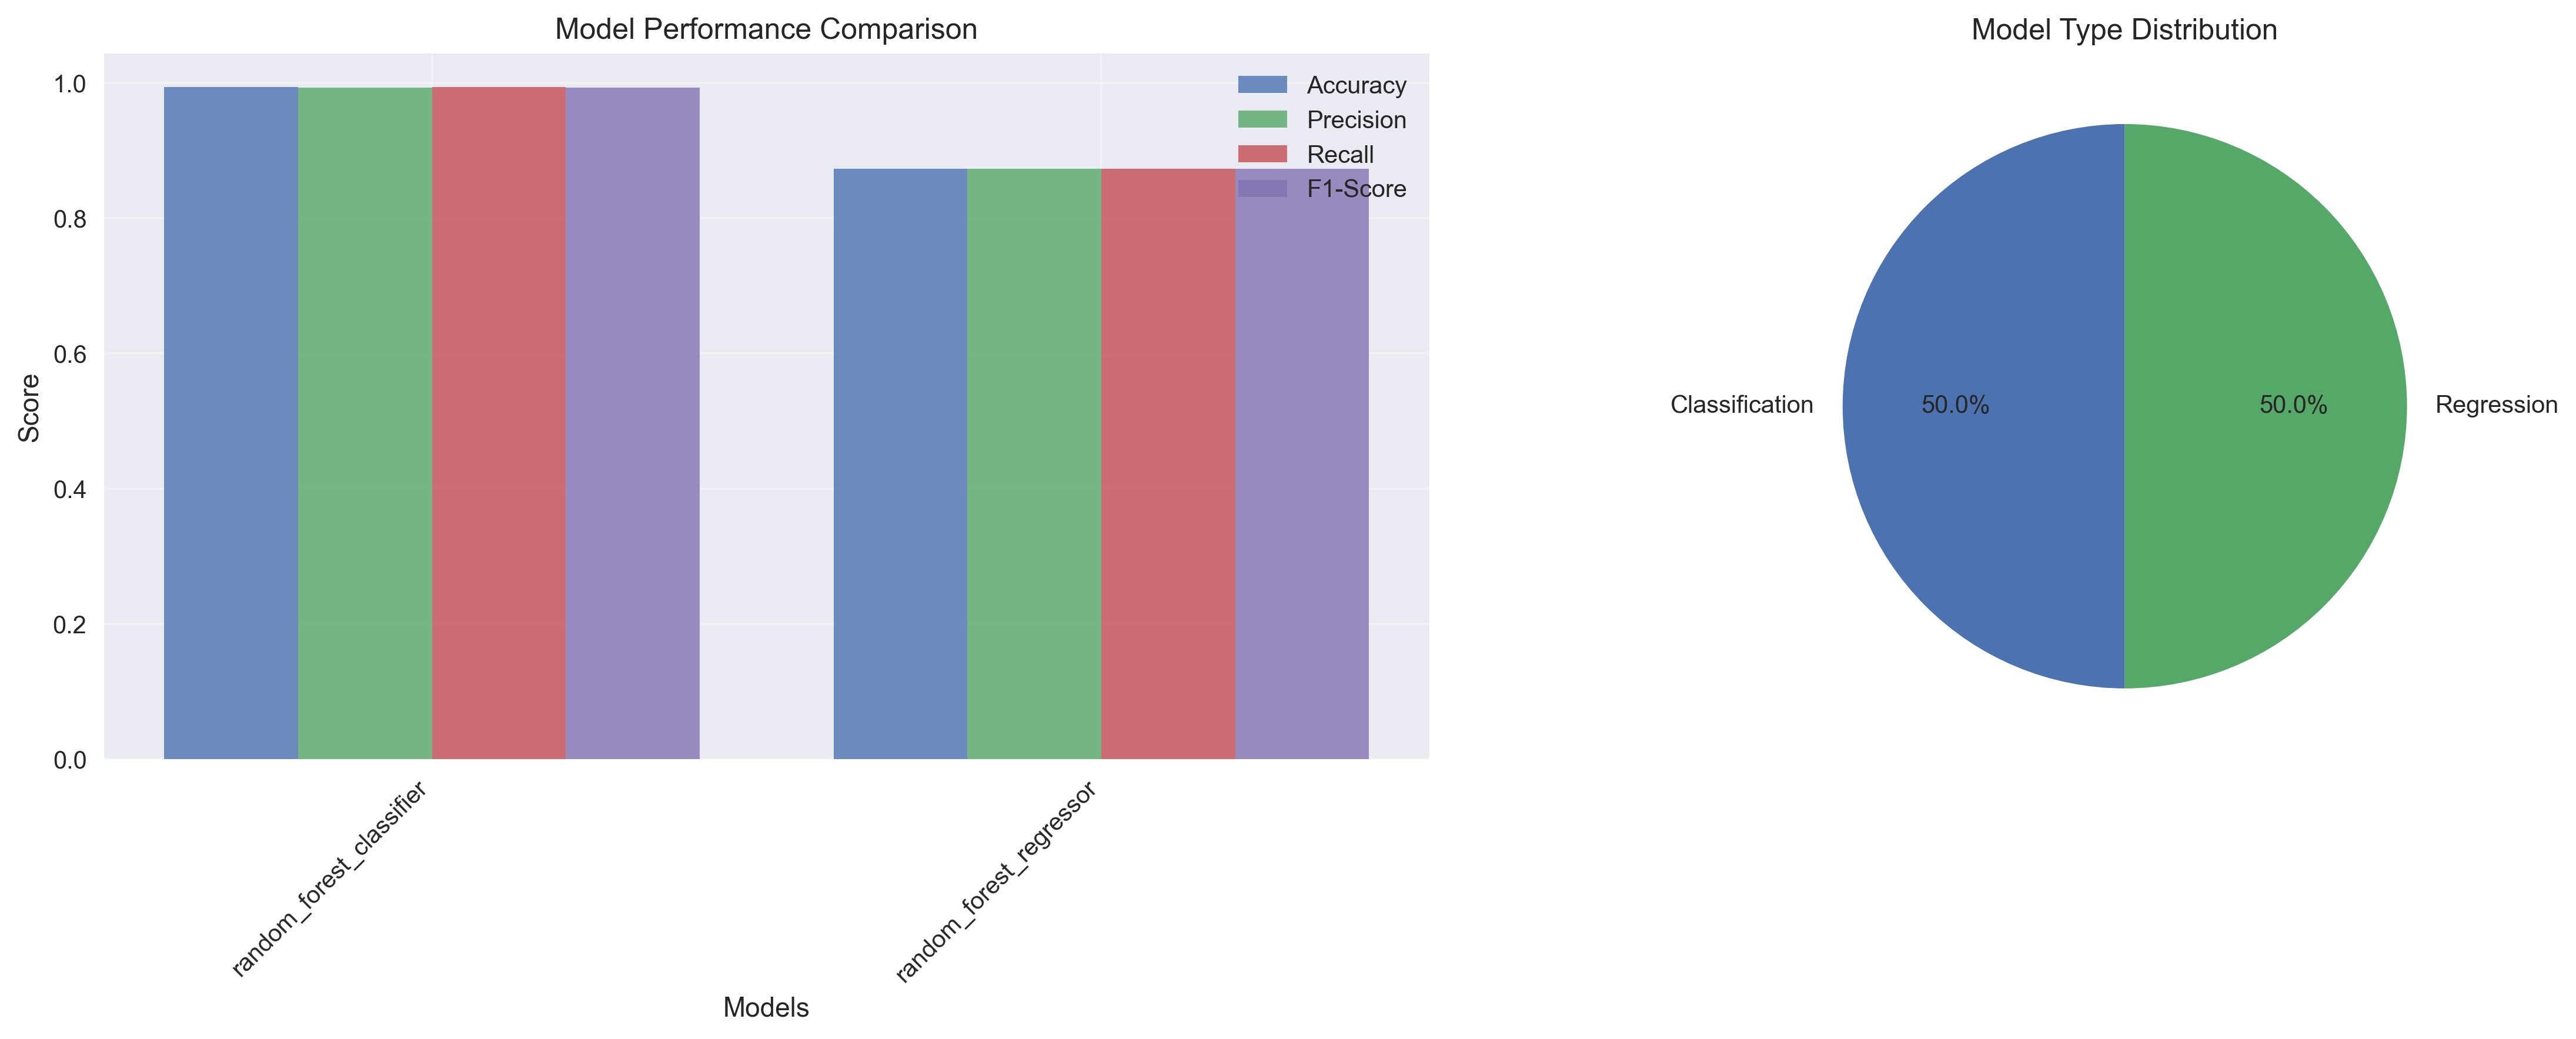 Model Performance Comparison
1.0
0.8
0.6
0.4
0.2
0.0
Score
Accuracy
Precision
Recall
F1-Score
random_forest_classifier
random_forest_regressor
Models
Model Type Distribution
Classification
50.0%
50.0%
Regression